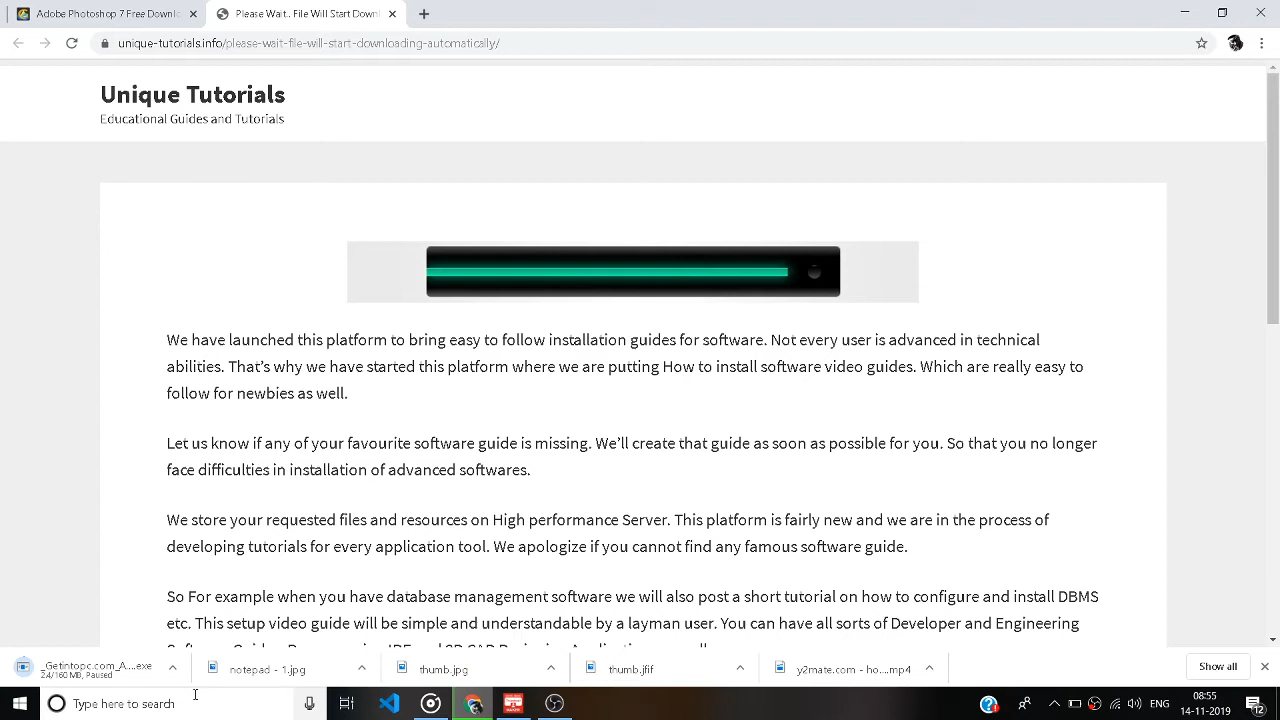 Adobe Photoshop 7 Free Downlo
Please Wait.. File Will Start Downl
unique-tutorials.info/please-wait-file-will-start-downloading-automatically/
Unique Tutorials
Educational Guides and Tutorials
We have launched this platform to bring easy to follow installation guides for software. Not every user is advanced in technical
abilities. That’s why we have started this platform where we are putting How to install software video guides. Which are really easy to
follow for newbies as well.
Let us know if any of your favourite software guide is missing. We’ll create that guide as soon as possible for you. So that you no longer
face difficulties in installation of advanced softwares.
We store your requested files and resources on High performance Server. This platform is fairly new and we are in the process of
developing tutorials for every application tool. We apologize if you cannot find any famous software guide.
So For example when you have database management software we will also post a short tutorial on how to configure and install DBMS
etc. This setup video guide will be simple and understandable by a layman user. You can have all sorts of Developer and Engineering
_Getintopc.com_A....exe
2.4/160 MB, Paused
notepad - 1.jpg
thumb.jpg
thumb.jfif
y2mate.com - ho....mp4
Show all
Type here to search
ENG
08:55
14-11-2019
2